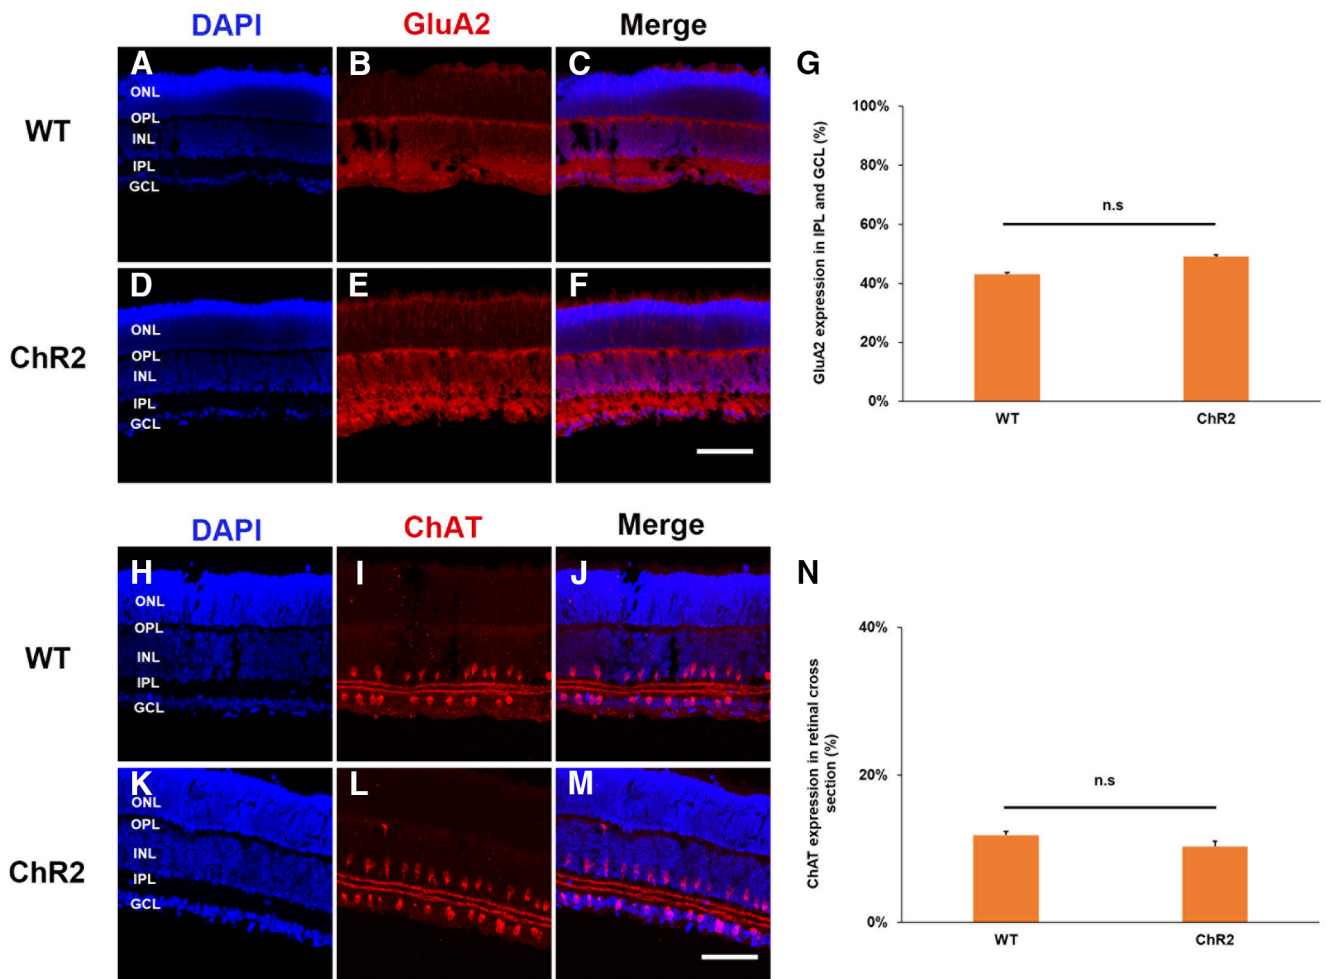 DAPI GluA2 Merge
WT
A B C
ONL
OPL
INL
IPL
GCL
ChR2
D E F
ONL
OPL
INL
IPL
GCL
G
GluA2 expression in IPL and GCL (%)
100%
80%
60%
40%
20%
0%
n.s
WT ChR2
DAPI ChAT Merge
WT
H I J
ONL
OPL
INL
IPL
GCL
ChR2
K L M
ONL
OPL
INL
IPL
GCL
N
ChAT expression in retinal cross
section (%)
40%
20%
0%
n.s
WT ChR2